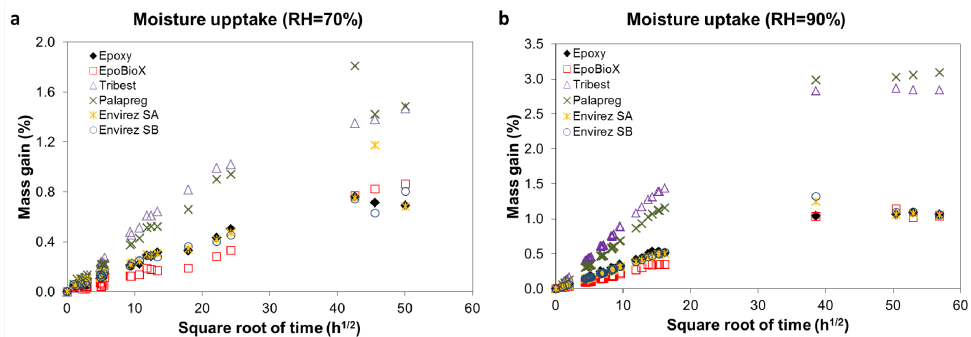 a
Moisture upptake (RH=70%)
Mass gain (%)
2.0
1.6
1.2
0.8
0.4
0.0
Epoxy
EpoBioX
Tribest
Palapreg
Envirez SA
Envirez SB
0 10 20 30 40 50 60
Square root of time (h1/2)
b
Moisture uptake (RH=90%)
Mass gain (%)
3.5
3.0
2.5
2.0
1.5
1.0
0.5
0.0
Epoxy
EpoBioX
Tribest
Palapreg
Envirez SA
Envirez SB
0 10 20 30 40 50 60
Square root of time (h1/2)